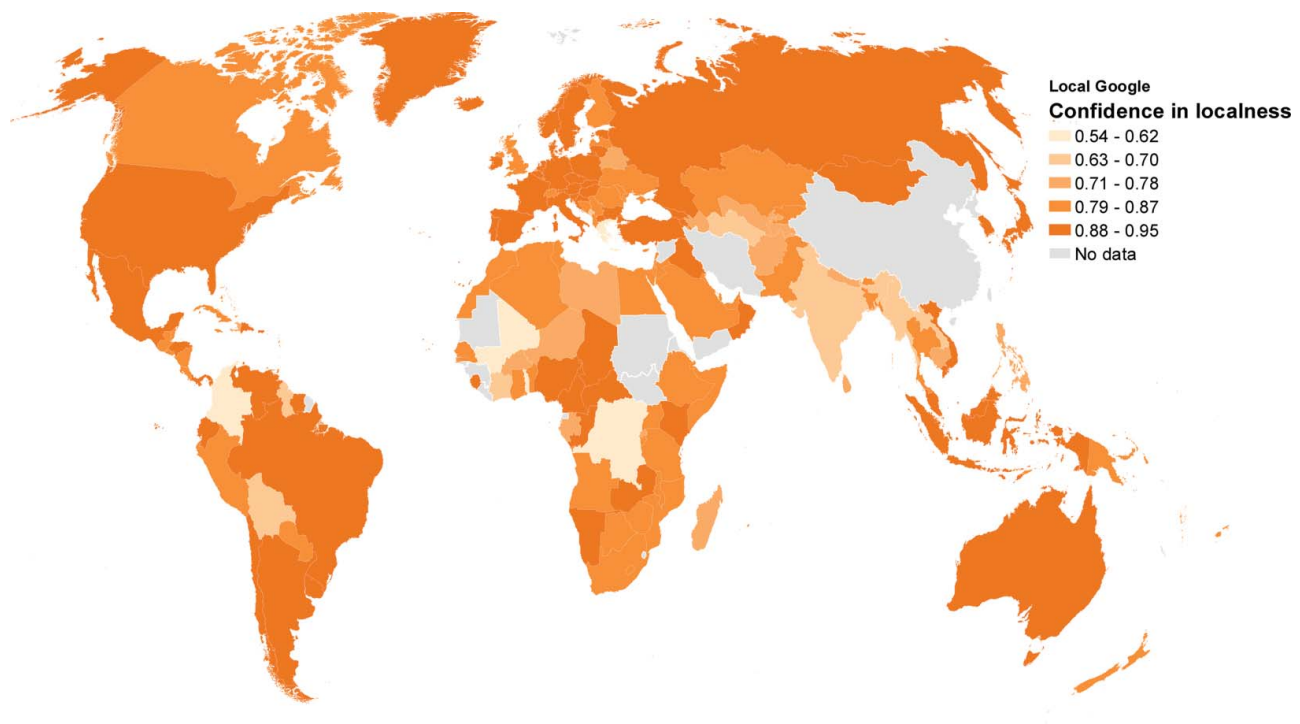 Local Google
Confidence in localness
0.54 - 0.62
0.63 - 0.70
0.71 - 0.78
0.79 - 0.87
0.88 - 0.95
No data